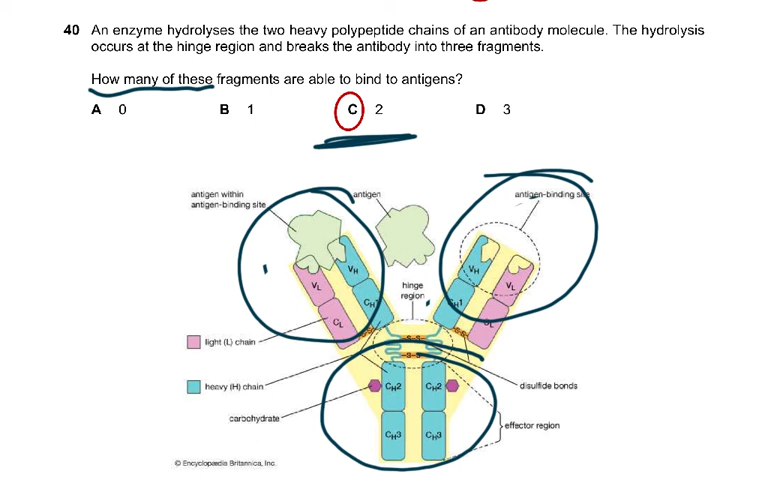 40 An enzyme hydrolyses the two heavy polypeptide chains of an antibody molecule. The hydrolysis
occurs at the hinge region and breaks the antibody into three fragments.
How many of these fragments are able to bind to antigens?
A 0 B 1 C 2 D 3
antigen within
antigen-binding site
antigen
antigen-binding site
VH
VL
CH1
CL
hinge
region
VH
VL
CH1
CL
light (L) chain
-S-S-
-S-S-
heavy (H) chain
CH2
CH2
disulfide bonds
carbohydrate
effector region
CH3
CH3
© Encyclopædia Britannica, Inc.